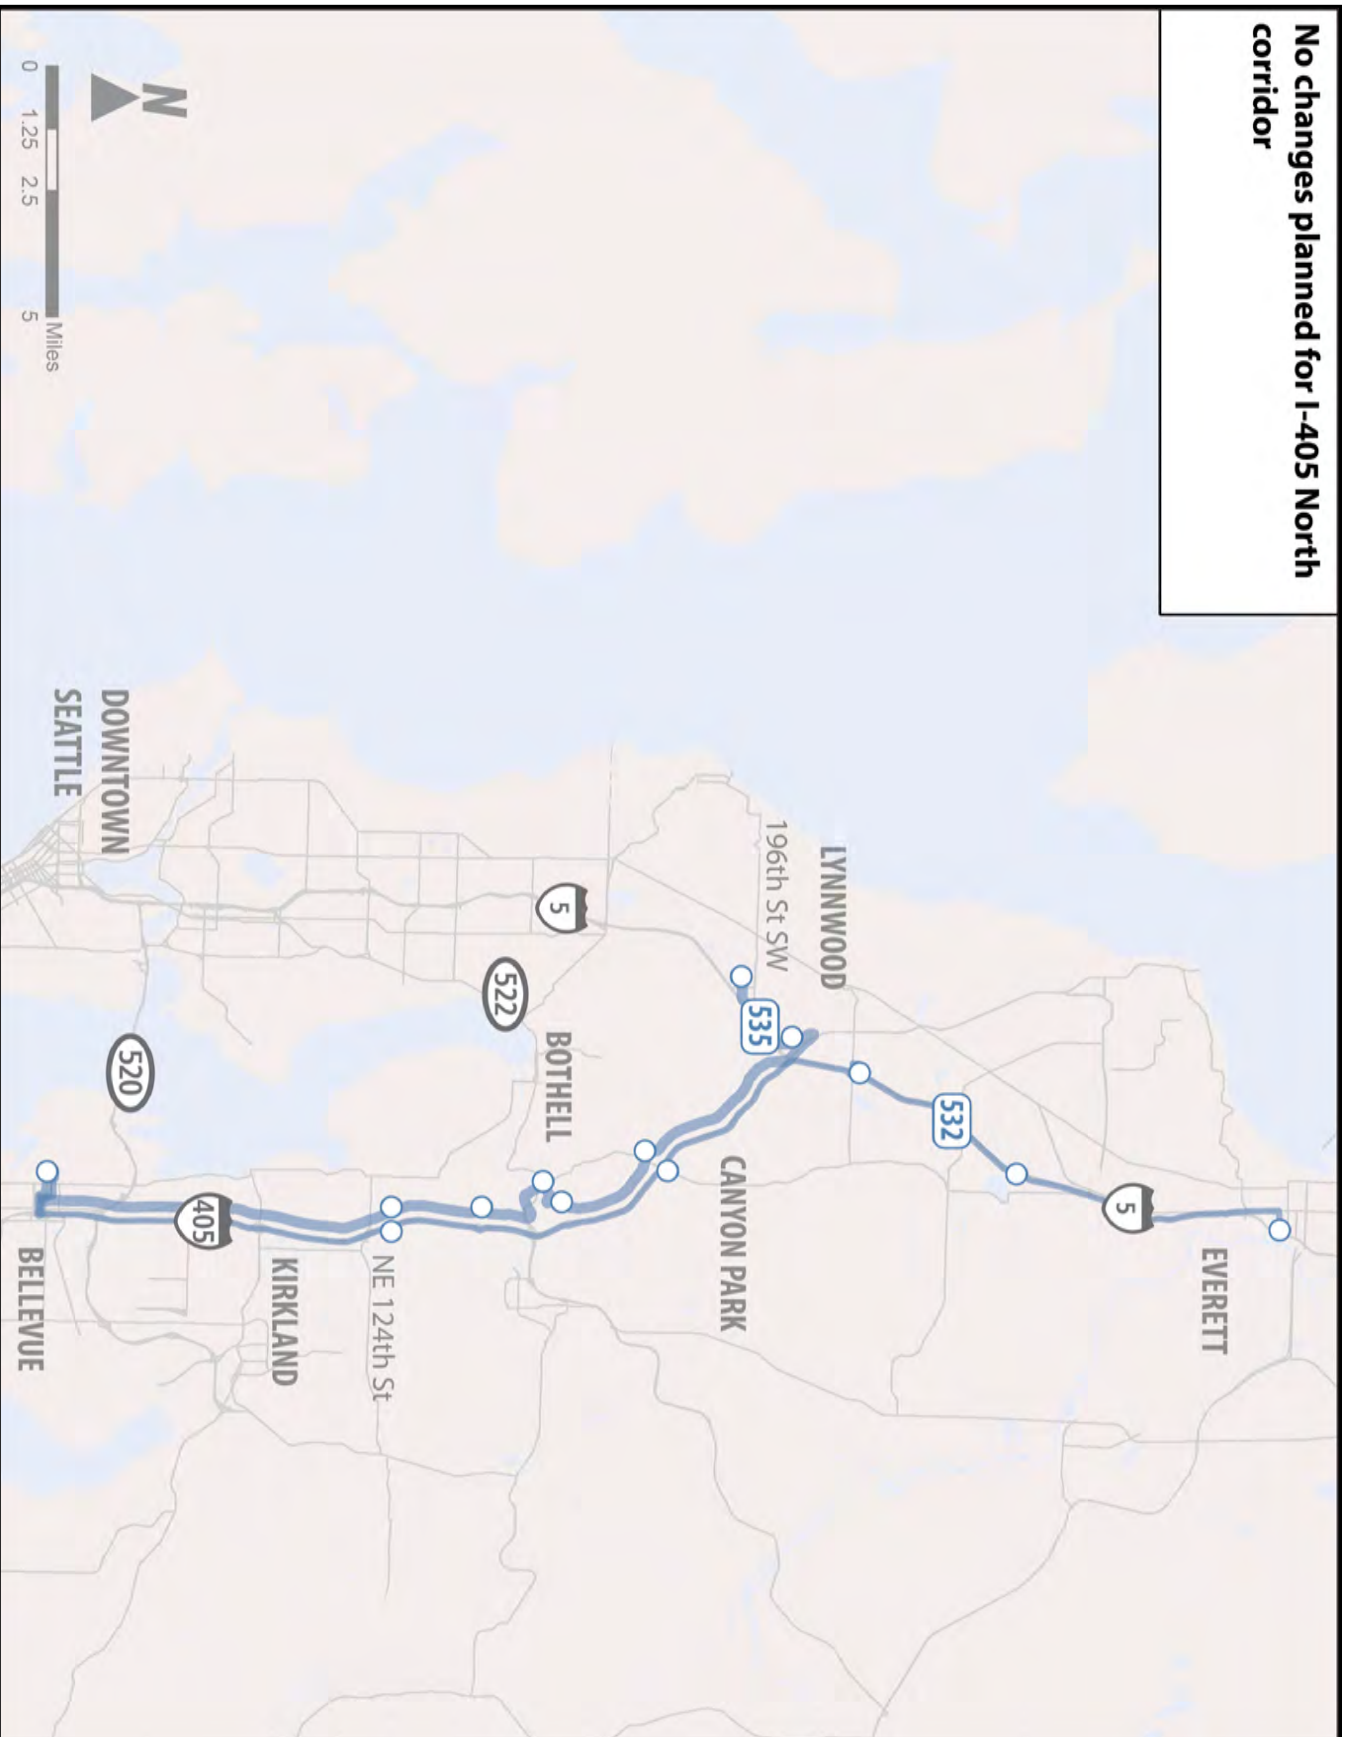 No changes planned for I-405 North
corridor
EVERETT
5
532
LYNNWOOD
196th St SW
535
CANYON PARK
5
BOTHELL
522
NE 124th St
KIRKLAND
405
520
DOWNTOWN
SEATTLE
BELLEVUE
N
0 1.25 2.5 5
Miles